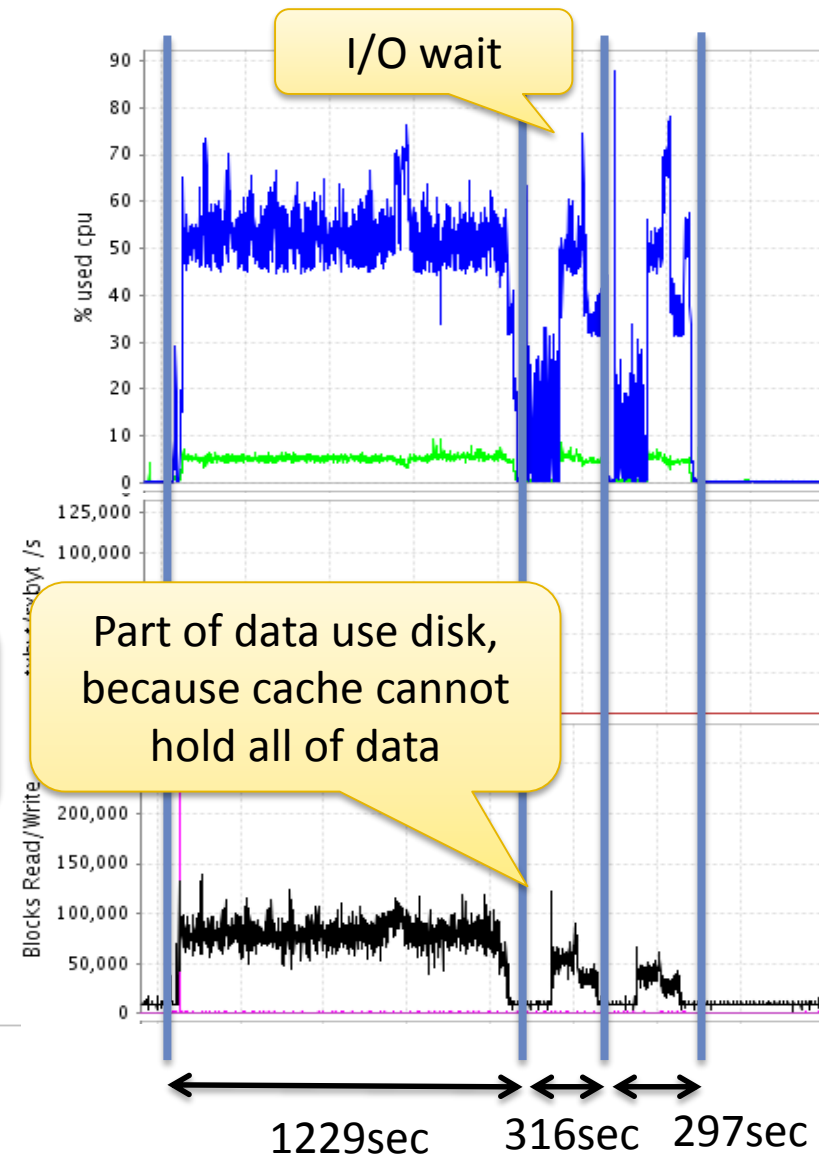 I/O wait
% used cpu
90
80
70
60
50
40
30
20
10
0
125,000
100,000
/s
Part of data use disk,
because cache cannot
hold all of data
Blocks Read/Write
200,000
150,000
100,000
50,000
0
1229sec
316sec
297sec